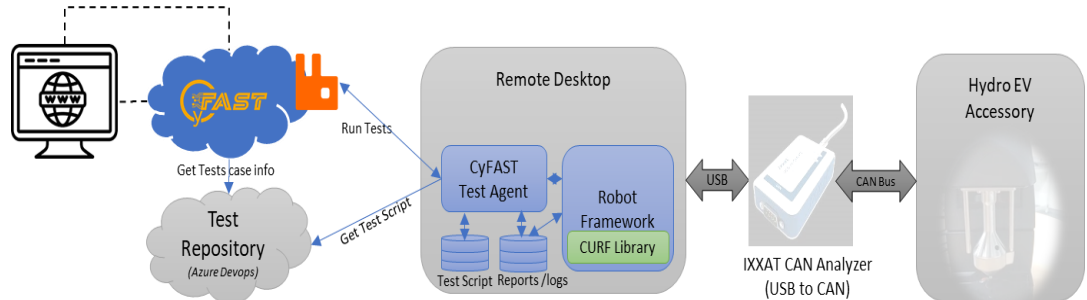 WWW
CyFAST
Run Tests
Get Tests case info
Test
Repository
(Azure Devops)
Get Test Script
Remote Desktop
CyFAST
Test Agent
Robot
Framework
CURF Library
Test Script
Reports /logs
USB
IXXAT CAN Analyzer
(USB to CAN)
CAN Bus
Hydro EV
Accessory